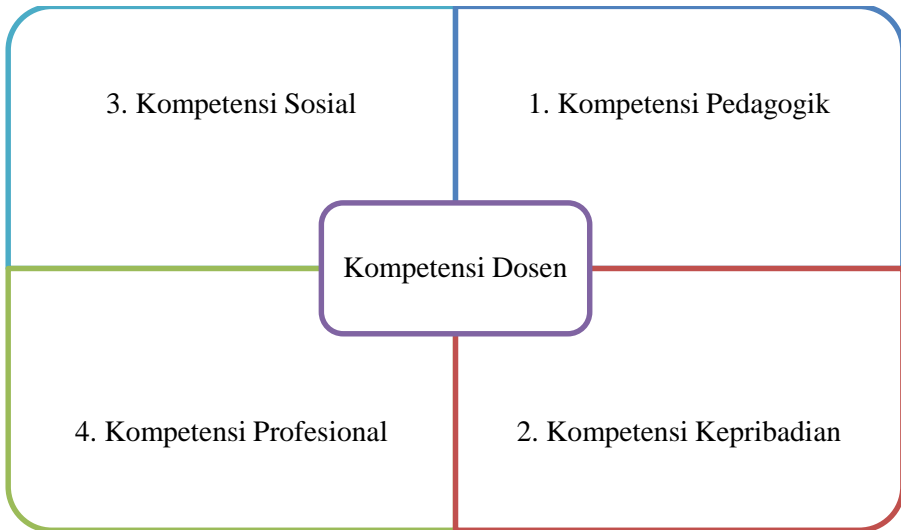 3. Kompetensi Sosial
1. Kompetensi Pedagogik
Kompetensi Dosen
4. Kompetensi Profesional
2. Kompetensi Kepribadian